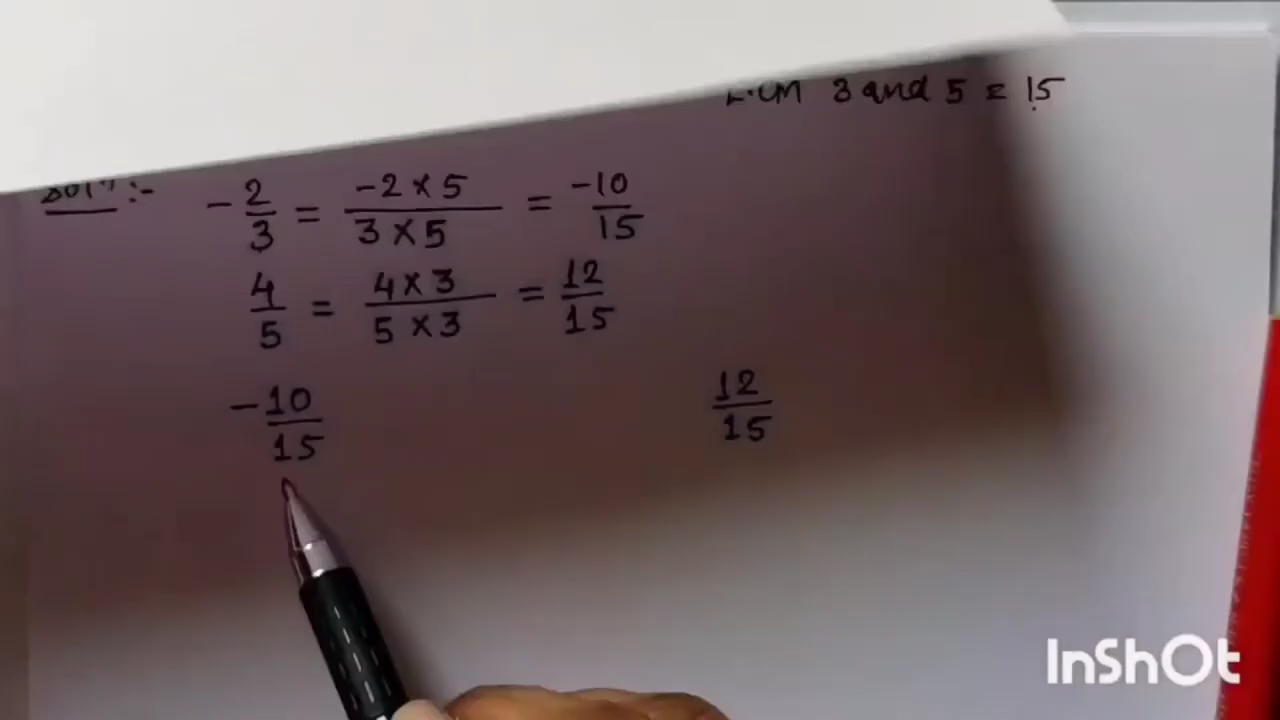 L.CM 3 and 5 = 15
Solⁿ :- -2/3 = -2 × 5 / 3 × 5 = -10/15
4/5 = 4 × 3 / 5 × 3 = 12/15
-10/15 12/15
InShOt